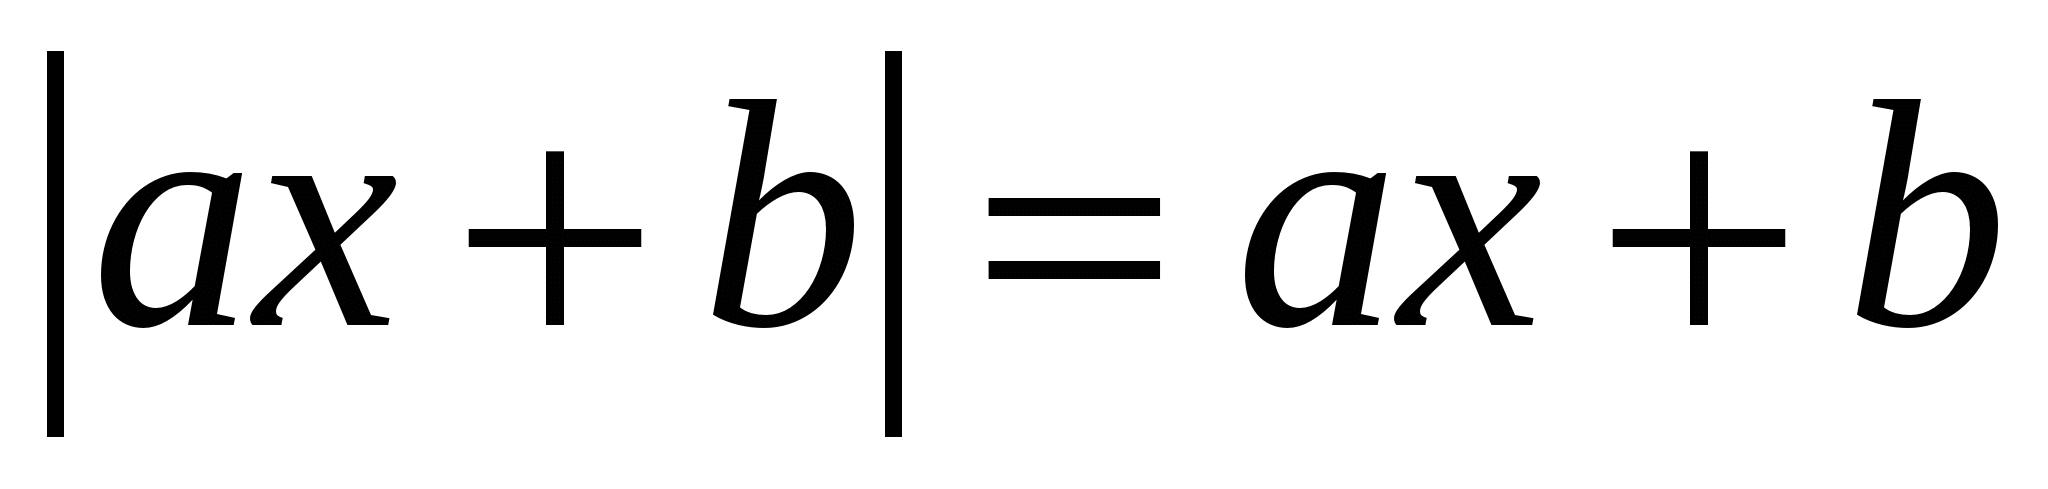 |ax + b| = ax + b